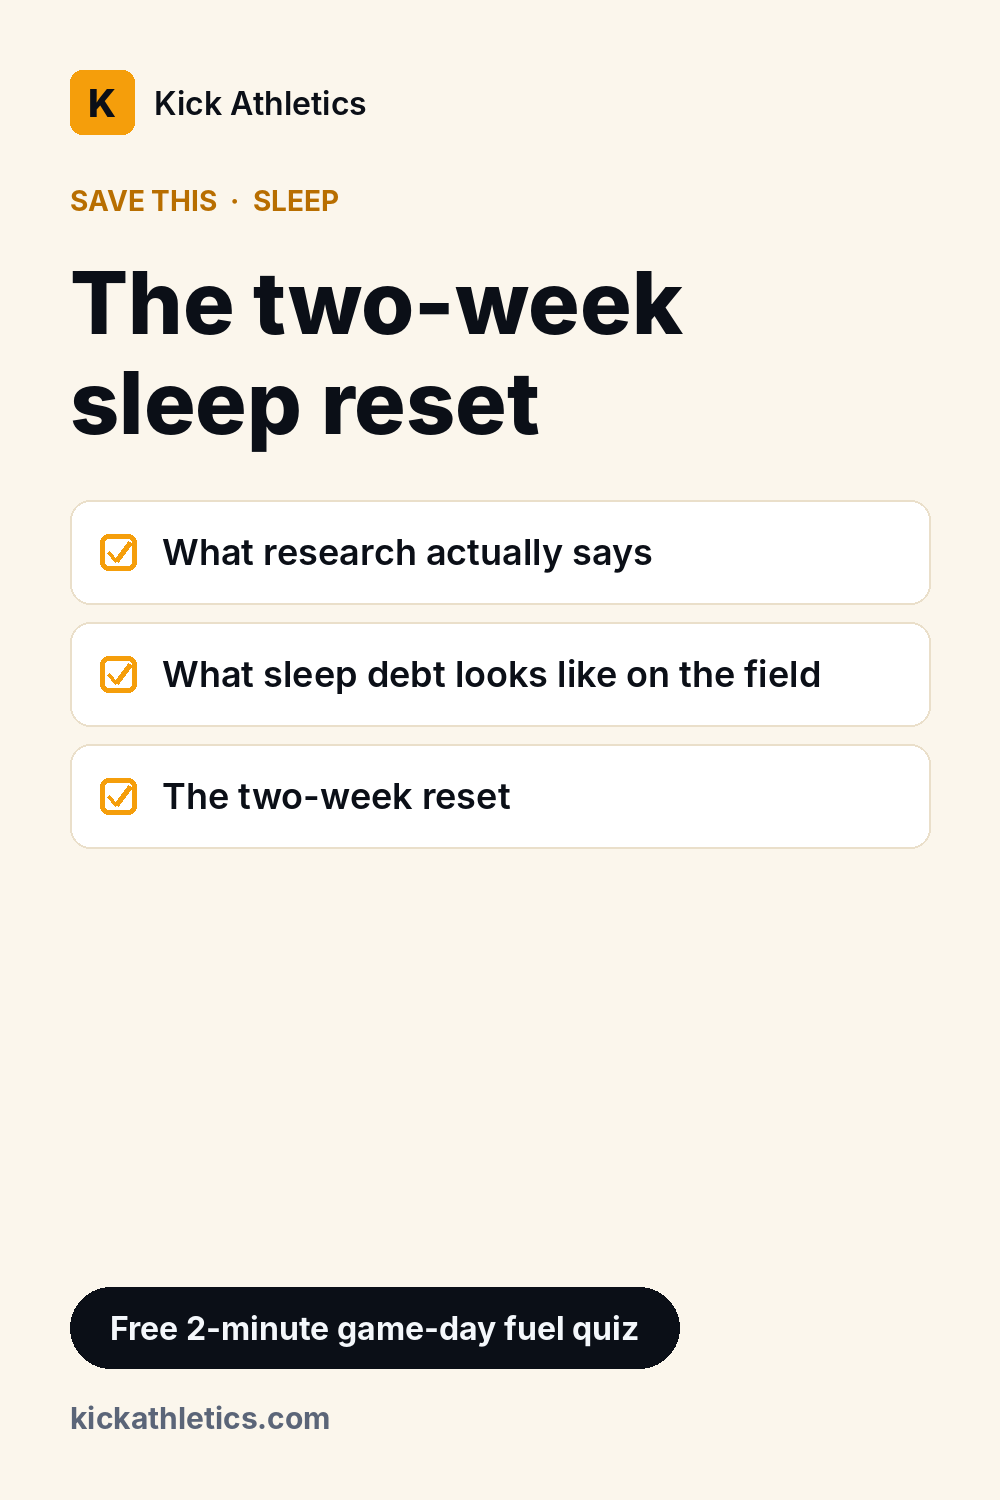 K
Kick Athletics
SAVE THIS · SLEEP
The two-week
sleep reset
What research actually says
What sleep debt looks like on the field
The two-week reset
Free 2-minute game-day fuel quiz
kickathletics.com